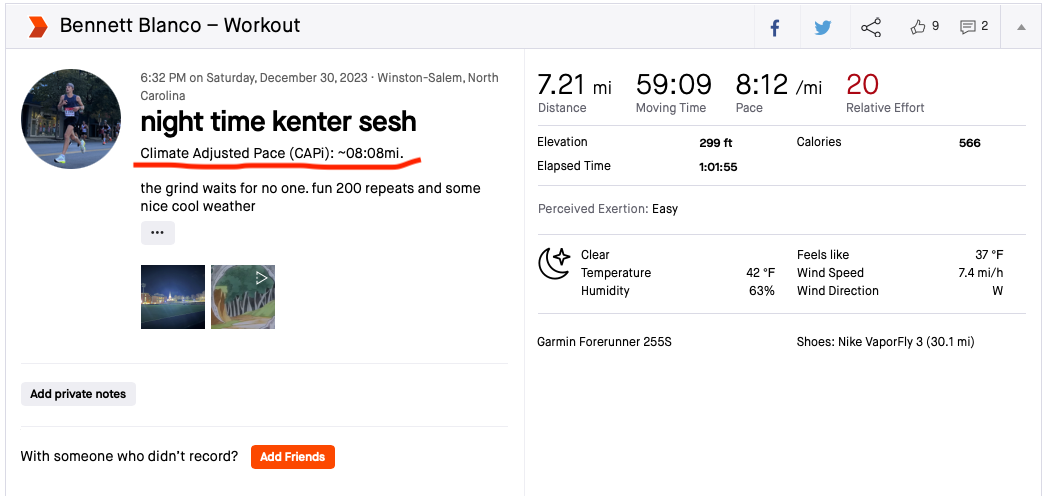 Bennett Blanco – Workout
9
2
6:32 PM on Saturday, December 30, 2023 · Winston-Salem, North
Carolina
night time kenter sesh
Climate Adjusted Pace (CAPi): ~08:08mi.
the grind waits for no one. fun 200 repeats and some
nice cool weather
Add private notes
With someone who didn't record? Add Friends
7.21 mi 59:09 8:12 /mi 20
Distance Moving Time Pace Relative Effort
Elevation 299 ft Calories 566
Elapsed Time 1:01:55
Perceived Exertion: Easy
Clear Feels like 37 °F
Temperature 42 °F Wind Speed 7.4 mi/h
Humidity 63% Wind Direction W
Garmin Forerunner 255S Shoes: Nike VaporFly 3 (30.1 mi)